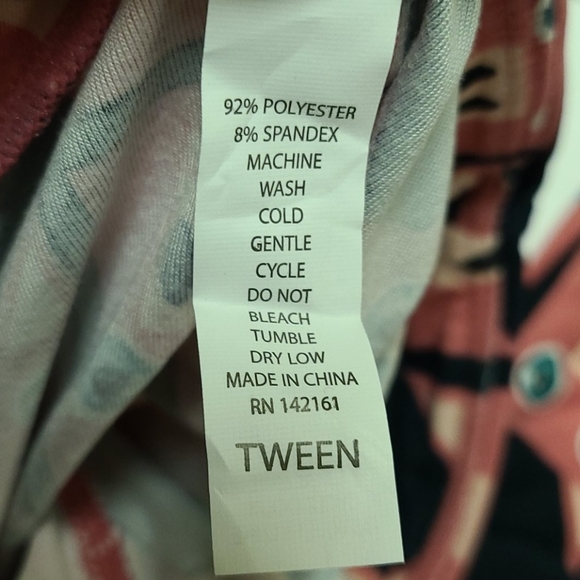 92% POLYESTER
8% SPANDEX
MACHINE
WASH
COLD
GENTLE
CYCLE
DO NOT
BLEACH
TUMBLE
DRY LOW
MADE IN CHINA
RN 142161
TWEEN